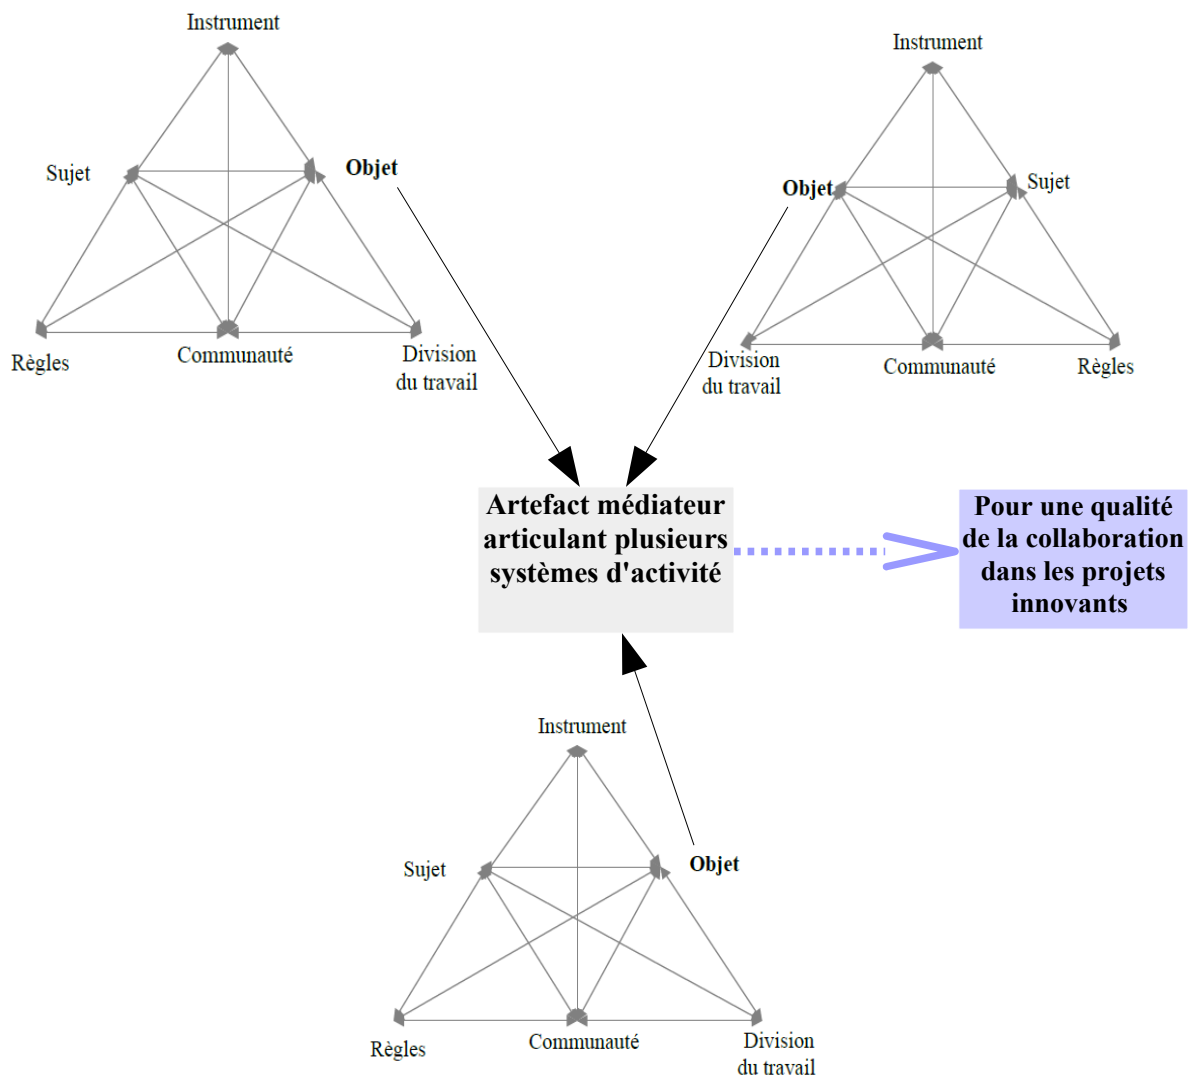 Instrument
Sujet
Objet
Règles
Communauté
Division
du travail
Instrument
Objet
Sujet
Division
du travail
Communauté
Règles
Artefact médiateur
articulant plusieurs
systèmes d'activité
Pour une qualité
de la collaboration
dans les projets
innovants
Instrument
Sujet
Objet
Règles
Communauté
Division
du travail